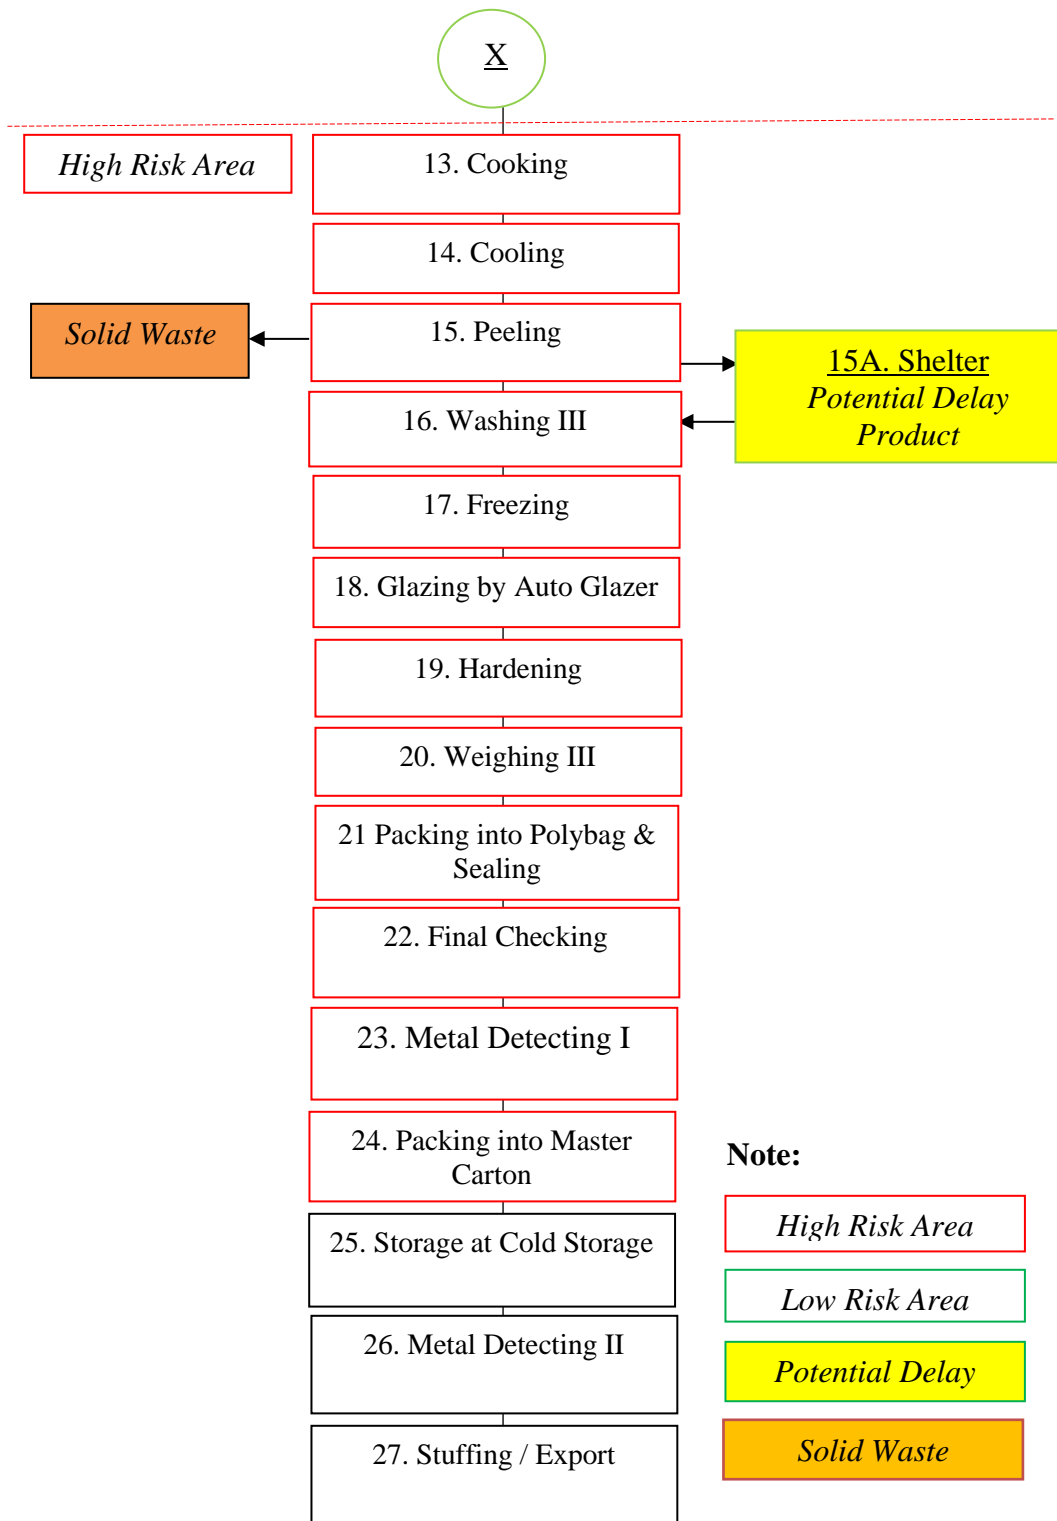 X
High Risk Area
13. Cooking
14. Cooling
Solid Waste
15. Peeling
15A. Shelter
Potential Delay
Product
16. Washing III
17. Freezing
18. Glazing by Auto Glazer
19. Hardening
20. Weighing III
21 Packing into Polybag &
Sealing
22. Final Checking
23. Metal Detecting I
24. Packing into Master
Carton
25. Storage at Cold Storage
26. Metal Detecting II
27. Stuffing / Export
Note:
High Risk Area
Low Risk Area
Potential Delay
Solid Waste